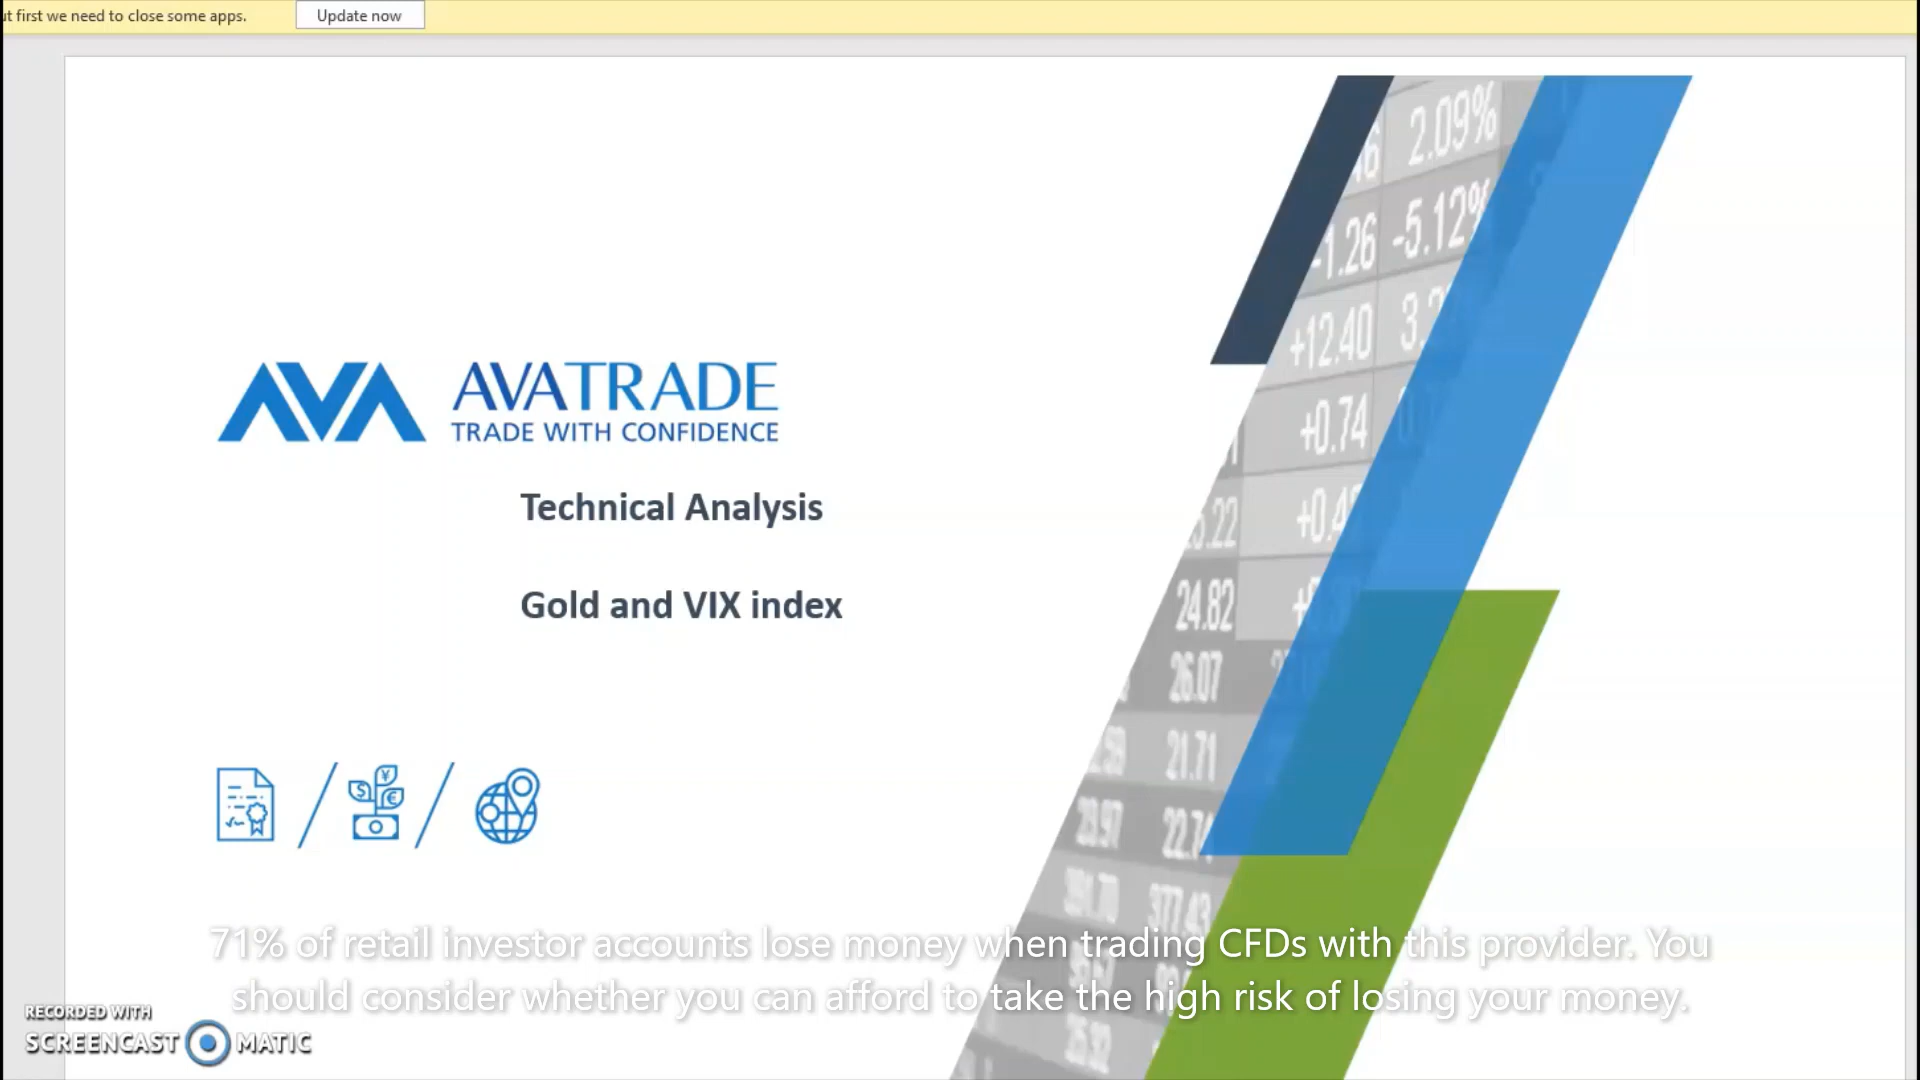 t first we need to close some apps.
Update now
2.09%
-1.26 -5.12%
+12.40
+0.74
24.82
26.07
21.71
AVA AVATRADE
TRADE WITH CONFIDENCE
Technical Analysis
Gold and VIX index
71% of retail investor accounts lose money when trading CFDs with this provider. You
should consider whether you can afford to take the high risk of losing your money.
RECORDED WITH
SCREENCAST MATIC